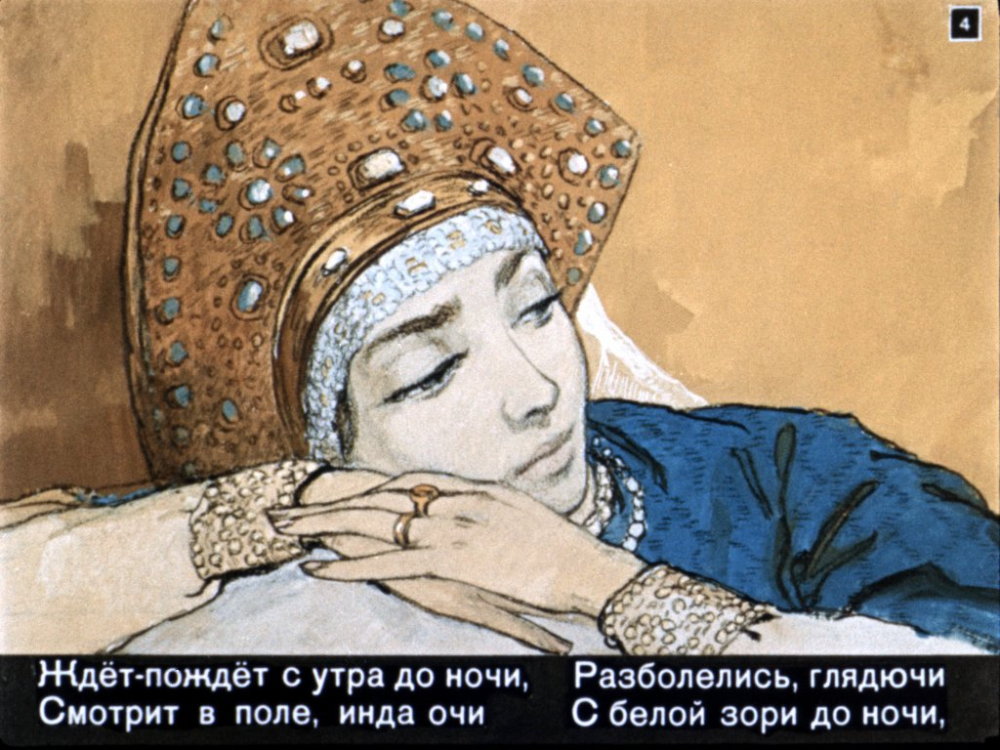 4
Ждёт-пождёт с утра до ночи,
Смотрит в поле, инда очи
Разболелись, глядючи
С белой зори до ночи,